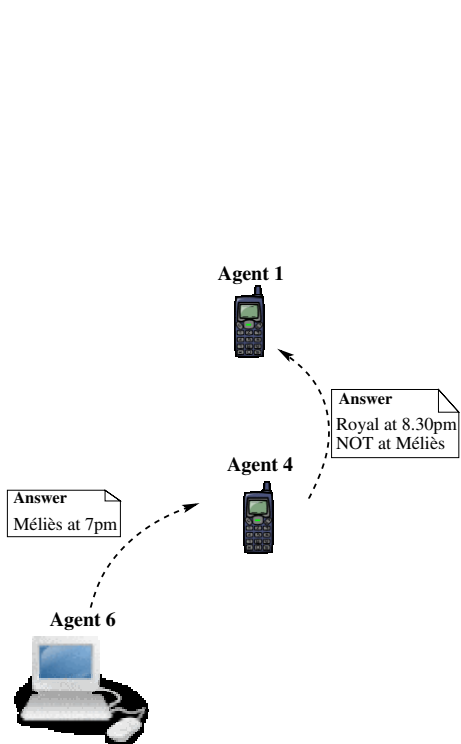 Agent 1
Answer
Royal at 8.30pm
NOT at Méliès
Agent 4
Answer
Méliès at 7pm
Agent 6